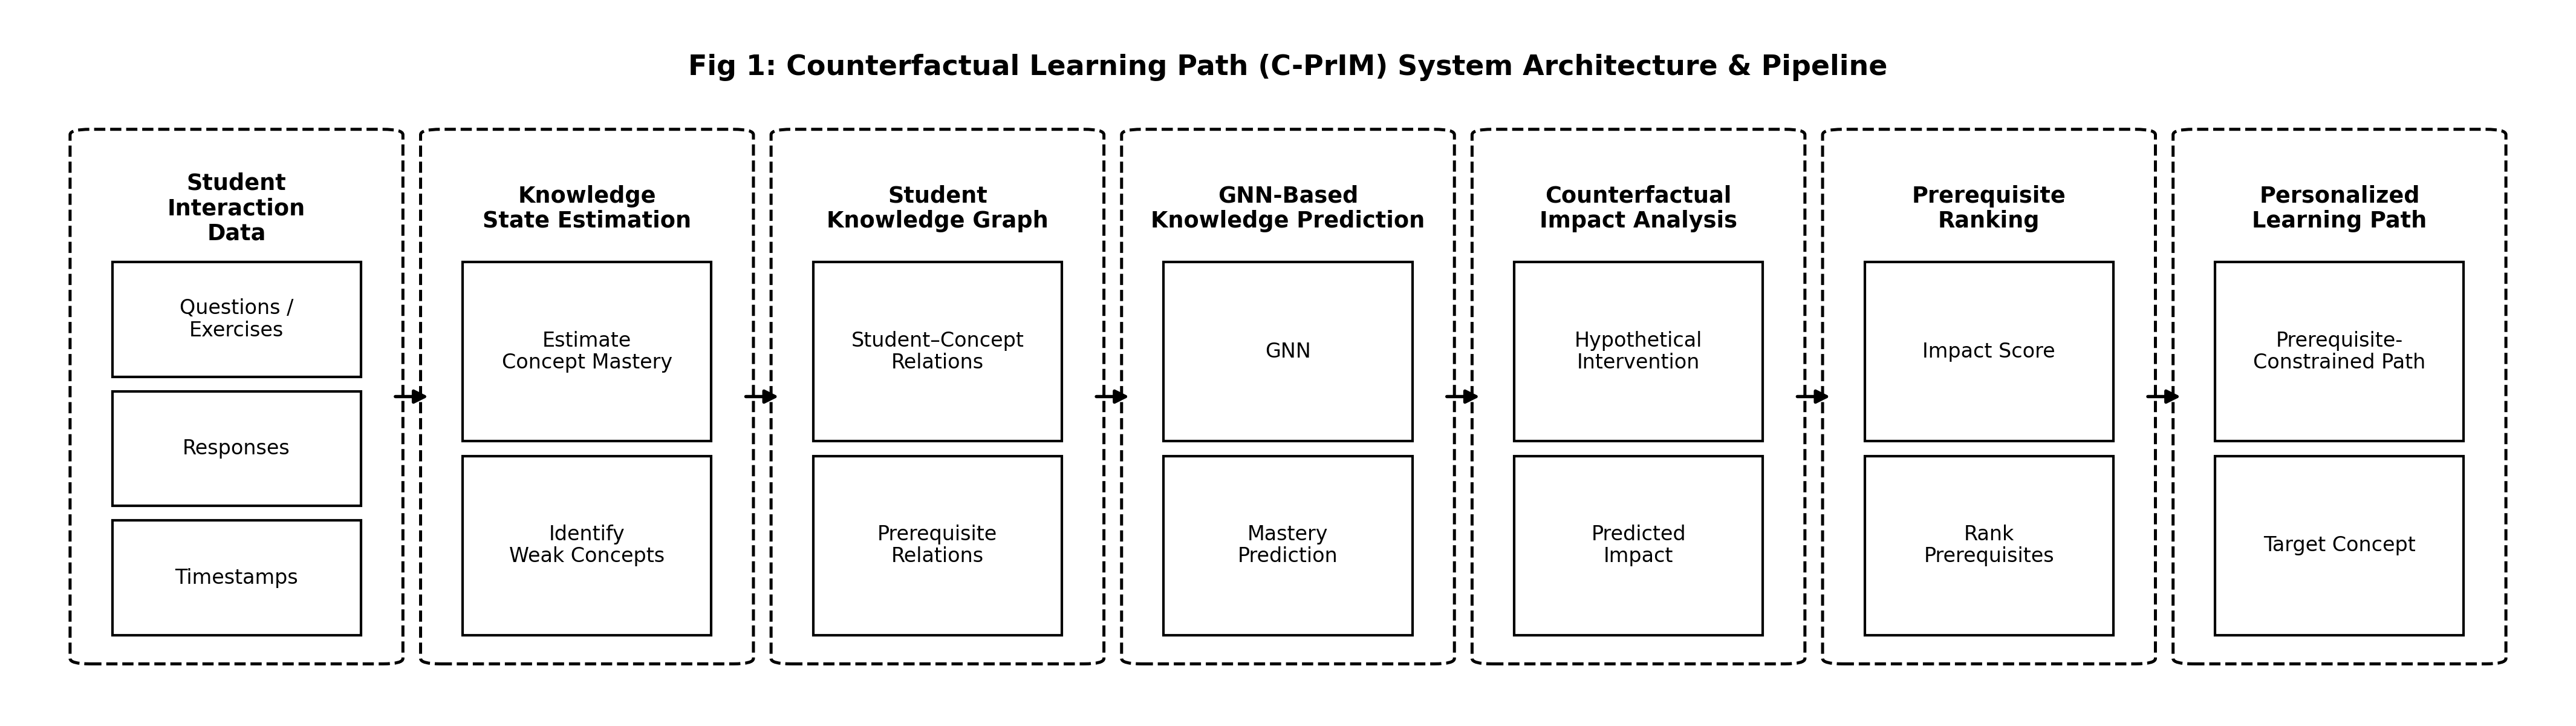 Fig 1: Counterfactual Learning Path (C-PrIM) System Architecture & Pipeline
Student
Interaction
Data
Questions /
Exercises
Responses
Timestamps
Knowledge
State Estimation
Estimate
Concept Mastery
Identify
Weak Concepts
Student
Knowledge Graph
Student–Concept
Relations
Prerequisite
Relations
GNN-Based
Knowledge Prediction
GNN
Mastery
Prediction
Counterfactual
Impact Analysis
Hypothetical
Intervention
Predicted
Impact
Prerequisite
Ranking
Impact Score
Rank
Prerequisites
Personalized
Learning Path
Prerequisite-
Constrained Path
Target Concept